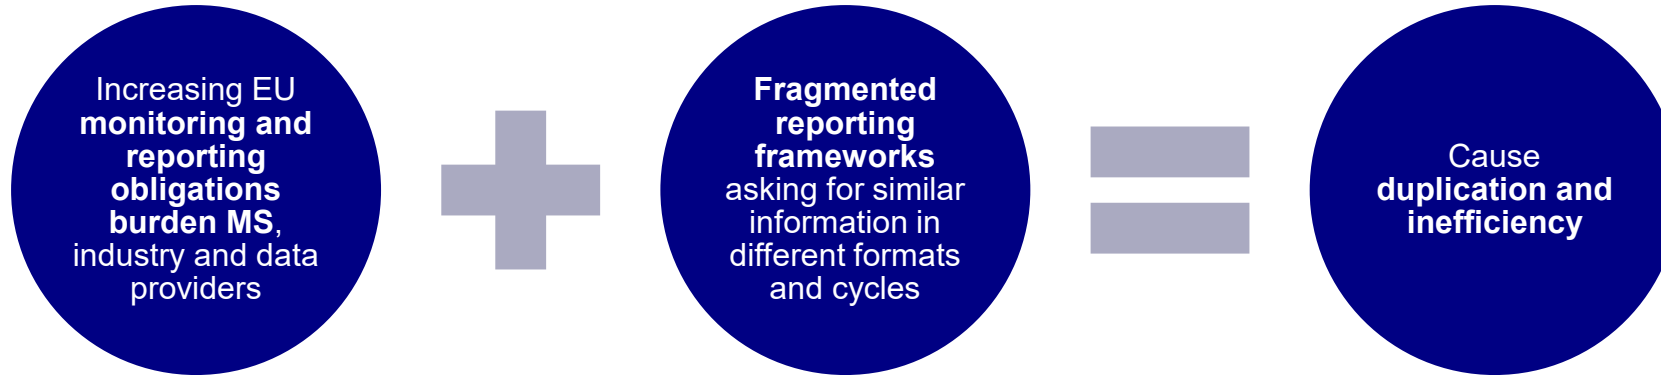 Increasing EU
monitoring and
reporting
obligations
burden MS,
industry and data
providers
Fragmented
reporting
frameworks
asking for similar
information in
different formats
and cycles
Cause
duplication and
inefficiency